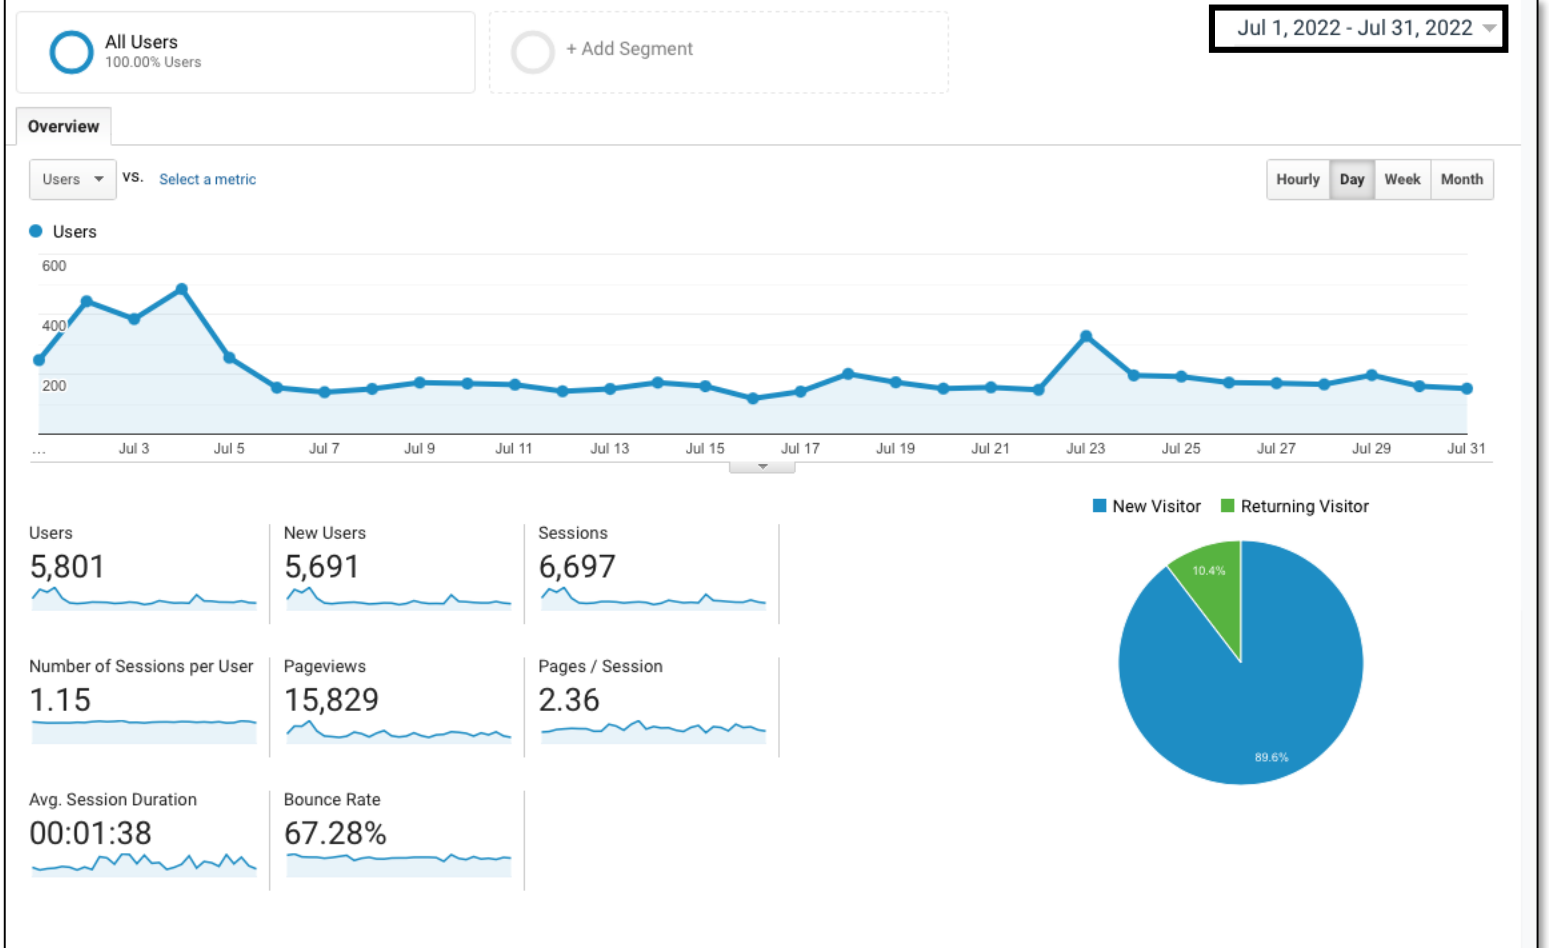 All Users
100.00% Users
+ Add Segment
Jul 1, 2022 - Jul 31, 2022
Overview
Users VS. Select a metric
Hourly Day Week Month
Users
600
400
200
... Jul 3 Jul 5 Jul 7 Jul 9 Jul 11 Jul 13 Jul 15 Jul 17 Jul 19 Jul 21 Jul 23 Jul 25 Jul 27 Jul 29 Jul 31
New Visitor Returning Visitor
Users New Users Sessions
5,801 5,691 6,697
10.4%
Number of Sessions per User Pageviews Pages / Session
1.15 15,829 2.36
89.6%
Avg. Session Duration Bounce Rate
00:01:38 67.28%